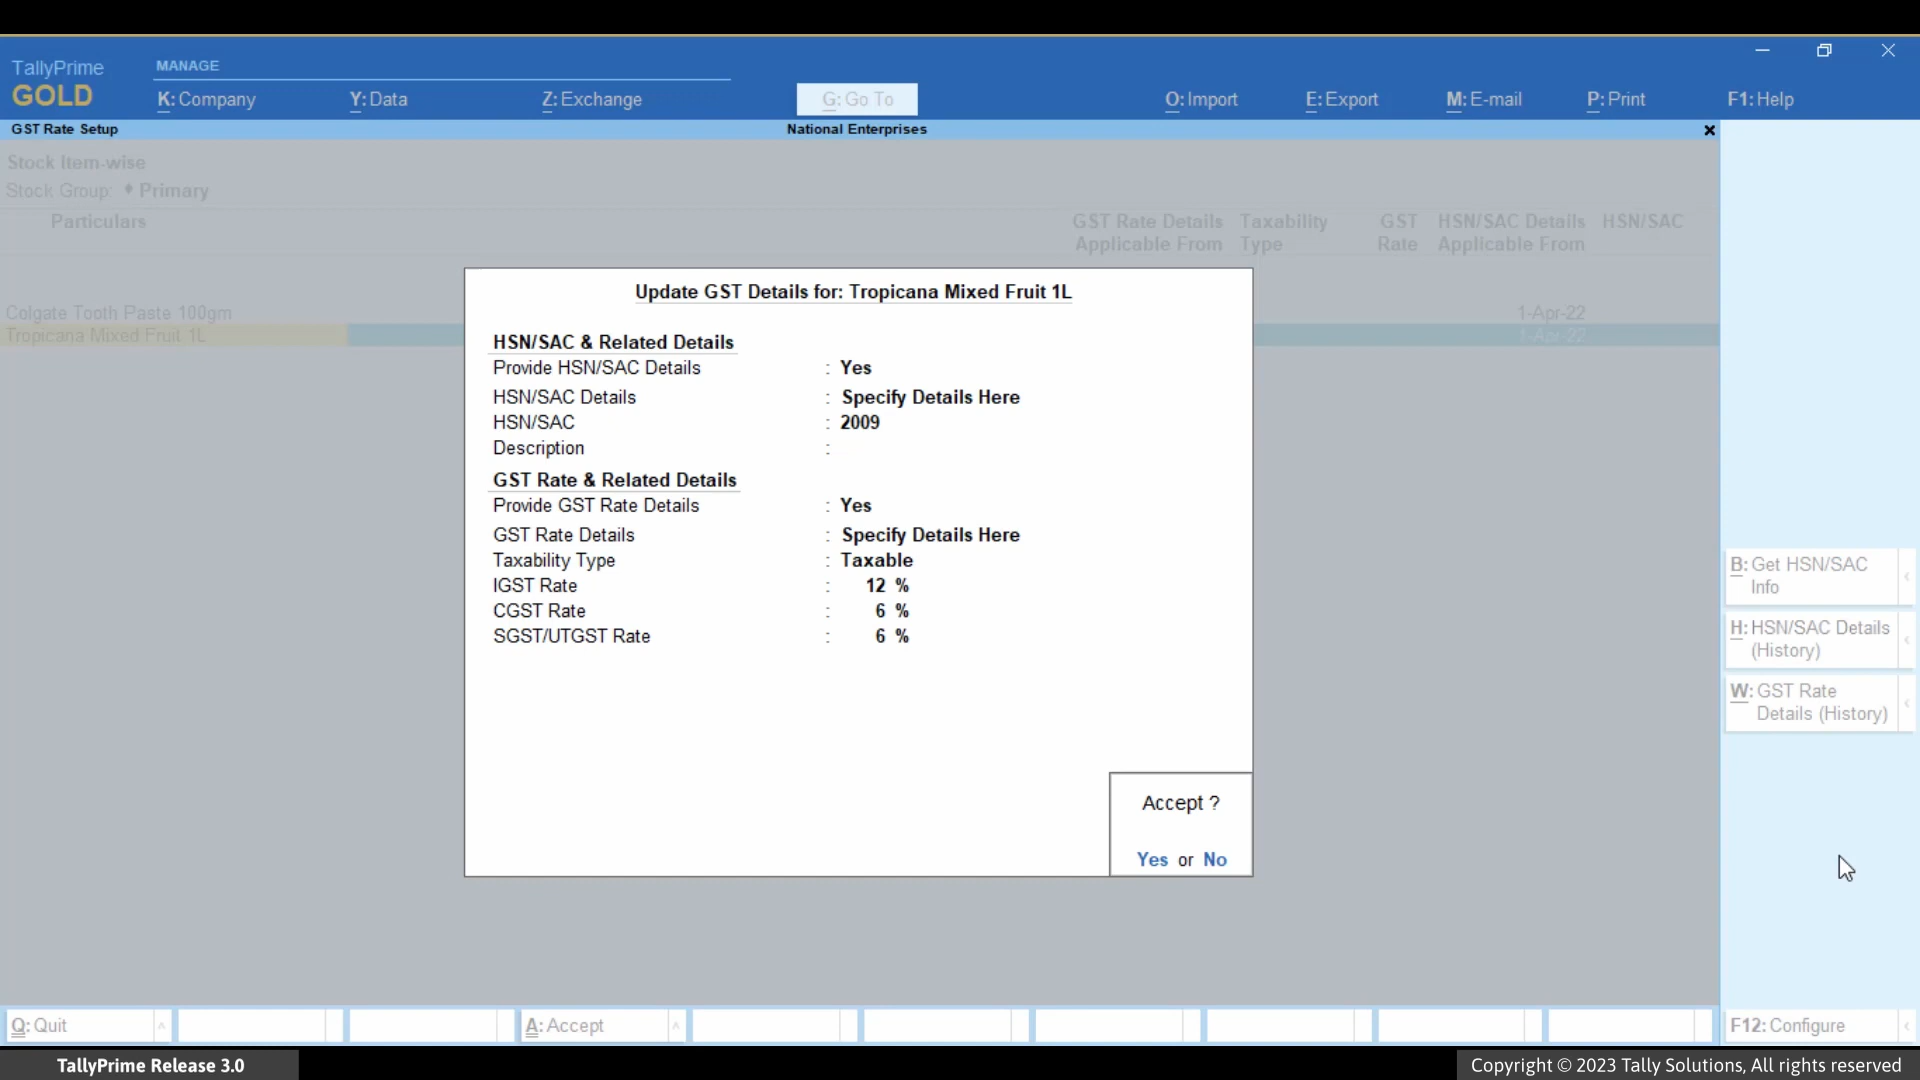 TallyPrime
GOLD
MANAGE
K: Company
Y: Data
Z: Exchange
G: Go To
O: Import
E: Export
M: E-mail
P: Print
F1: Help
GST Rate Setup
National Enterprises
Stock Item-wise
Stock Group: Primary
Particulars
GST Rate Details Taxability GST HSN/SAC Details HSN/SAC
Applicable From Type Rate Applicable From
Colgate Tooth Paste 100gm 1-Apr-22
Tropicana Mixed Fruit 1L 1-Apr-22
Update GST Details for: Tropicana Mixed Fruit 1L
HSN/SAC & Related Details
Provide HSN/SAC Details : Yes
HSN/SAC Details : Specify Details Here
HSN/SAC : 2009
Description :
GST Rate & Related Details
Provide GST Rate Details : Yes
GST Rate Details : Specify Details Here
Taxability Type : Taxable
IGST Rate : 12 %
CGST Rate : 6 %
SGST/UTGST Rate : 6 %
Accept ?
Yes or No
B: Get HSN/SAC
Info
H: HSN/SAC Details
(History)
W: GST Rate
Details (History)
Q: Quit
A: Accept
F12: Configure
TallyPrime Release 3.0
Copyright © 2023 Tally Solutions, All rights reserved